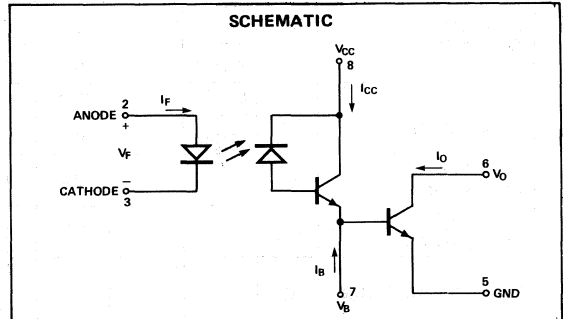 SCHEMATIC
VCC
8
ICC
2
IF
ANODE
+
VF
−
CATHODE
3
IO
6
VO
IB
7
VB
5
GND